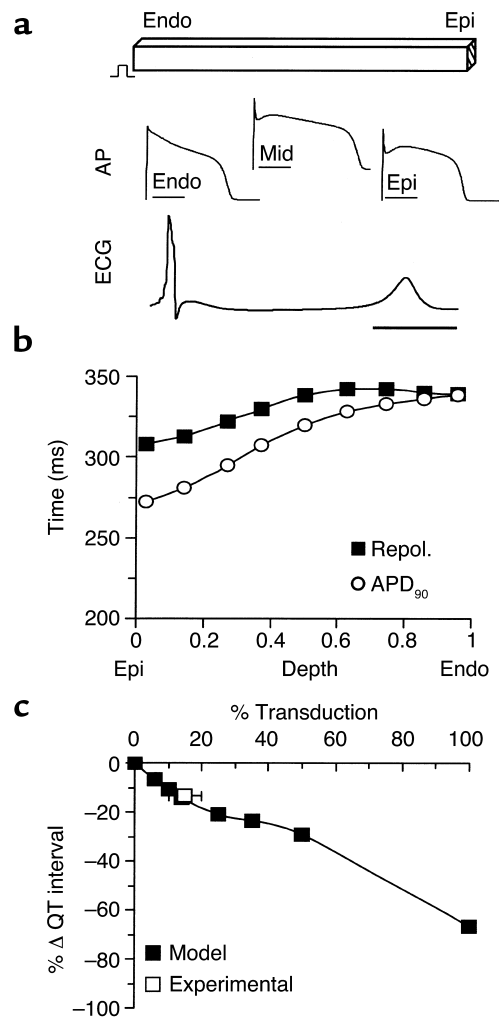 a
Endo Epi
AP
Endo Mid Epi
ECG
b
350
300
250
200
Time (ms)
Repol.
APD90
0 0.2 0.4 0.6 0.8 1
Epi Depth Endo
c
% Transduction
0 20 40 60 80 100
0
−20
−40
−60
−80
−100
% Δ QT interval
Model
Experimental